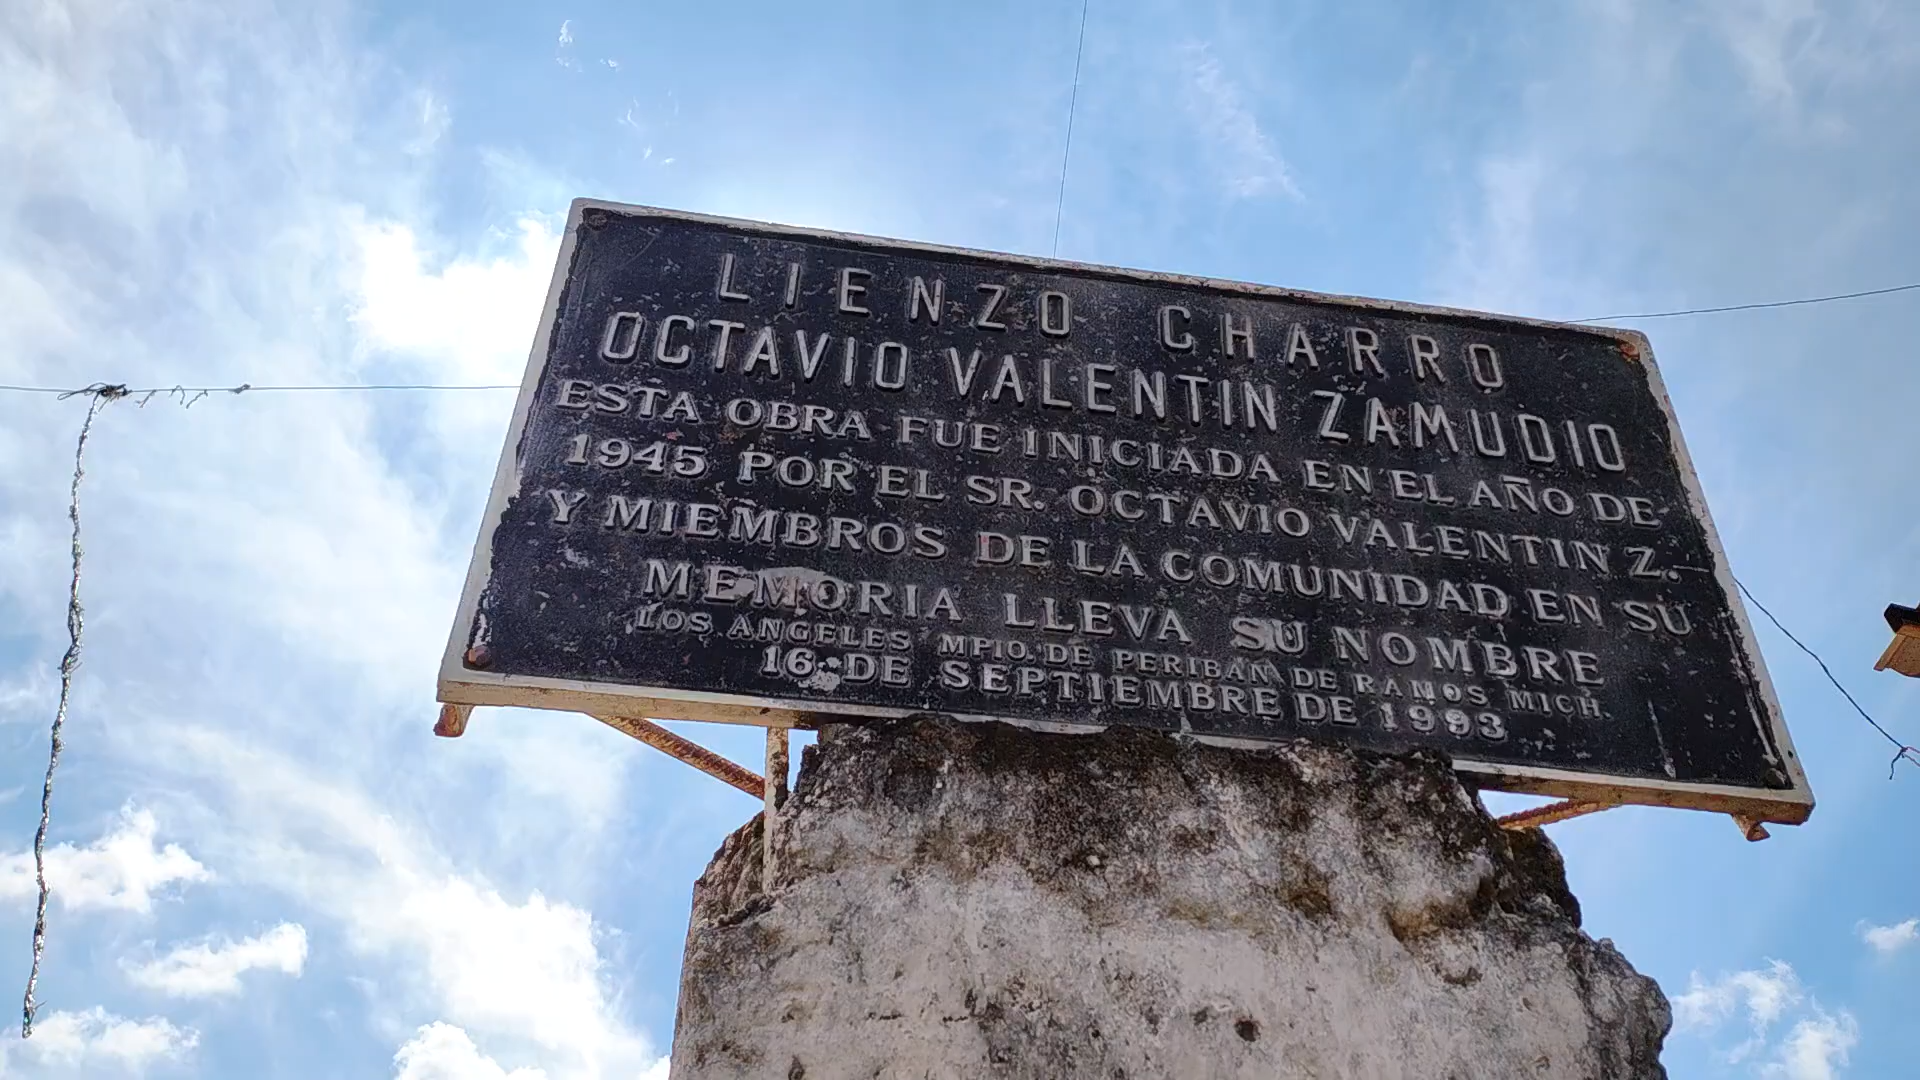 LIENZO CHARRO
OCTAVIO VALENTIN ZAMUDIO
ESTA OBRA FUE INICIADA EN EL AÑO DE
1945 POR EL SR. OCTAVIO VALENTIN Z.
Y MIEMBROS DE LA COMUNIDAD EN SU
MEMORIA LLEVA SU NOMBRE
LOS ANGELES MPIO. DE PERIBAN DE RAMOS MICH.
16 DE SEPTIEMBRE DE 1993